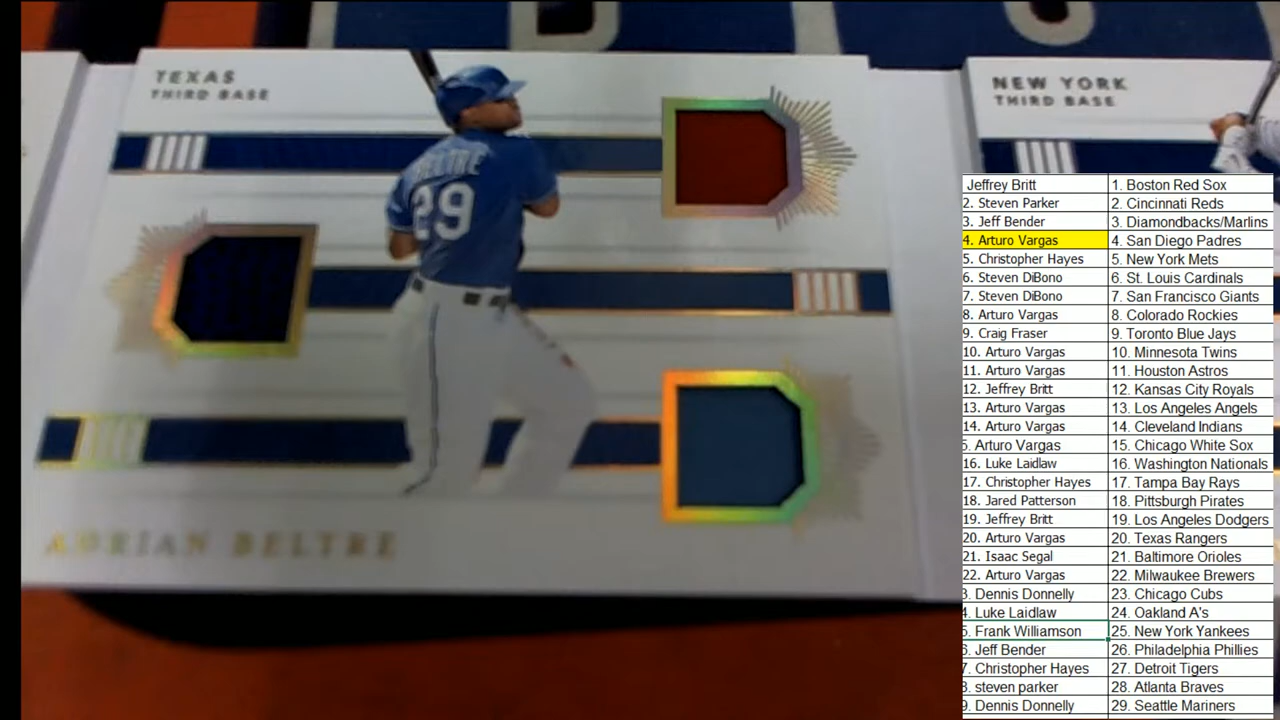 TEXAS
THIRD BASE
NEW YORK
THIRD BASE
29
ADRIAN BELTRE
Jeffrey Britt 1. Boston Red Sox
2. Steven Parker 2. Cincinnati Reds
3. Jeff Bender 3. Diamondbacks/Marlins
4. Arturo Vargas 4. San Diego Padres
5. Christopher Hayes 5. New York Mets
6. Steven DiBono 6. St. Louis Cardinals
7. Steven DiBono 7. San Francisco Giants
8. Arturo Vargas 8. Colorado Rockies
9. Craig Fraser 9. Toronto Blue Jays
10. Arturo Vargas 10. Minnesota Twins
11. Arturo Vargas 11. Houston Astros
12. Jeffrey Britt 12. Kansas City Royals
13. Arturo Vargas 13. Los Angeles Angels
14. Arturo Vargas 14. Cleveland Indians
5. Arturo Vargas 15. Chicago White Sox
16. Luke Laidlaw 16. Washington Nationals
17. Christopher Hayes 17. Tampa Bay Rays
18. Jared Patterson 18. Pittsburgh Pirates
19. Jeffrey Britt 19. Los Angeles Dodgers
20. Arturo Vargas 20. Texas Rangers
21. Isaac Segal 21. Baltimore Orioles
22. Arturo Vargas 22. Milwaukee Brewers
3. Dennis Donnelly 23. Chicago Cubs
4. Luke Laidlaw 24. Oakland A's
5. Frank Williamson 25. New York Yankees
6. Jeff Bender 26. Philadelphia Phillies
7. Christopher Hayes 27. Detroit Tigers
8. steven parker 28. Atlanta Braves
9. Dennis Donnelly 29. Seattle Mariners